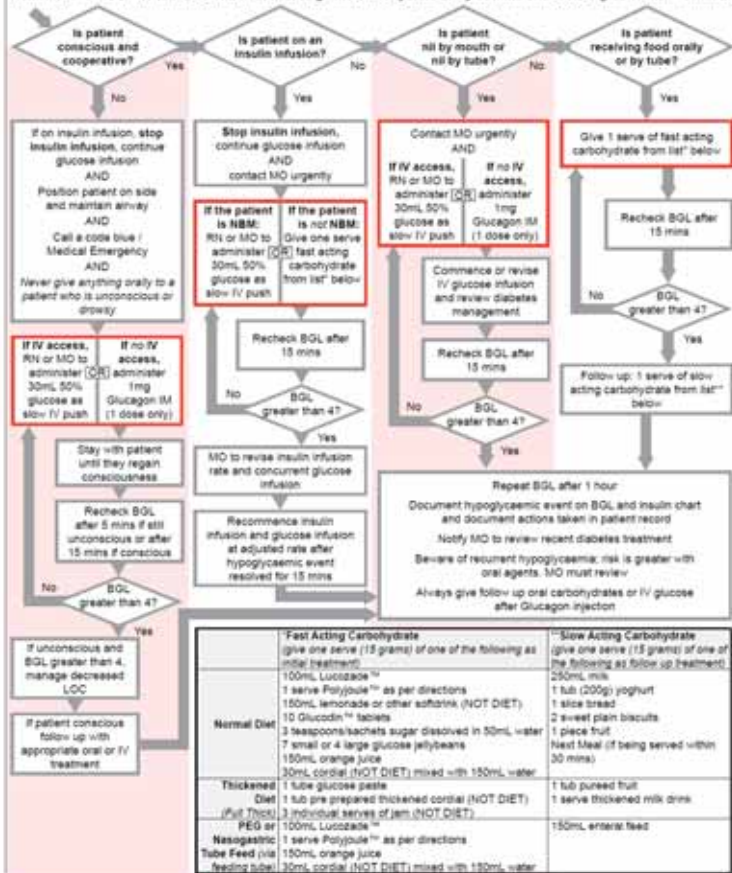 Is patient
conscious and
cooperative?
Yes
No
Is patient on an
insulin infusion?
No
Yes
Is patient
nil by mouth or
nil by tube?
No
Yes
Is patient
receiving food orally
or by tube?
Yes
If on insulin infusion, stop
insulin infusion, continue
glucose infusion
AND
Position patient on side
and maintain airway
AND
Call a code blue /
Medical Emergency
AND
Never give anything orally to a
patient who is unconscious or
drowsy
If IV access,
RN or MO to
administer
30mL 50%
glucose as
slow IV push
OR
If no IV
access,
administer
1mg
Glucagon IM
(1 dose only)
Stay with patient
until they regain
consciousness
Recheck BGL
after 5 mins if still
unconscious or after
15 mins if conscious
No
BGL
greater than 4?
Yes
If unconscious and
BGL greater than 4,
manage decreased
LOC
If patient conscious
follow up with
appropriate oral or IV
treatment
Stop insulin infusion,
continue glucose infusion
AND
contact MO urgently
If the patient
is NBM:
RN or MO to
administer
30mL 50%
glucose as
slow IV push
OR
If the patient
is not NBM:
Give one serve
fast acting
carbohydrate
from list* below
Recheck BGL after
15 mins
No
BGL
greater than 4?
Yes
MO to revise insulin infusion
rate and concurrent glucose
infusion
Recommence insulin
infusion and glucose infusion
at adjusted rate after
hypoglycaemic event
resolved for 15 mins
Contact MO urgently
AND
If IV access,
RN or MO to
administer
30mL 50%
glucose as
slow IV push
OR
If no IV
access,
administer
1mg
Glucagon IM
(1 dose only)
Commence or revise
IV glucose infusion
and review diabetes
management
Recheck BGL after
15 mins
No
BGL
greater than 4?
Yes
Give 1 serve of fast acting
carbohydrate from list* below
Recheck BGL after
15 mins
No
BGL
greater than 4?
Yes
Follow up: 1 serve of slow
acting carbohydrate from list**
below
Repeat BGL after 1 hour
Document hypoglycaemic event on BGL and insulin chart
and document actions taken in patient record
Notify MO to review recent diabetes treatment
Beware of recurrent hypoglycaemia; risk is greater with
oral agents. MO must review
Always give follow up oral carbohydrates or IV glucose
after Glucagon injection
*Fast Acting Carbohydrate
(give one serve (15 grams) of one of the following as
initial treatment)
**Slow Acting Carbohydrate
(give one serve (15 grams) of one of
the following as follow up treatment)
Normal Diet
100mL Lucozade™
1 serve Polyjoule™ as per directions
150mL lemonade or other softdrink (NOT DIET)
10 Glucodin™ tablets
3 teaspoons/sachets sugar dissolved in 50mL water
7 small or 4 large glucose jellybeans
150mL orange juice
30mL cordial (NOT DIET) mixed with 150mL water
250mL milk
1 tub (200g) yoghurt
1 slice bread
2 sweet plain biscuits
1 piece fruit
Next Meal (if being served within
30 mins)
Thickened
Diet
(Full Thick)
1 tube glucose paste
1 tub pre prepared thickened cordial (NOT DIET)
3 individual serves of jam (NOT DIET)
1 tub pureed fruit
1 serve thickened milk drink
PEG or
Nasogastric
Tube Feed (via
feeding tube)
100mL Lucozade™
1 serve Polyjoule™ as per directions
150mL orange juice
30mL cordial (NOT DIET) mixed with 150mL water
150mL enteral feed